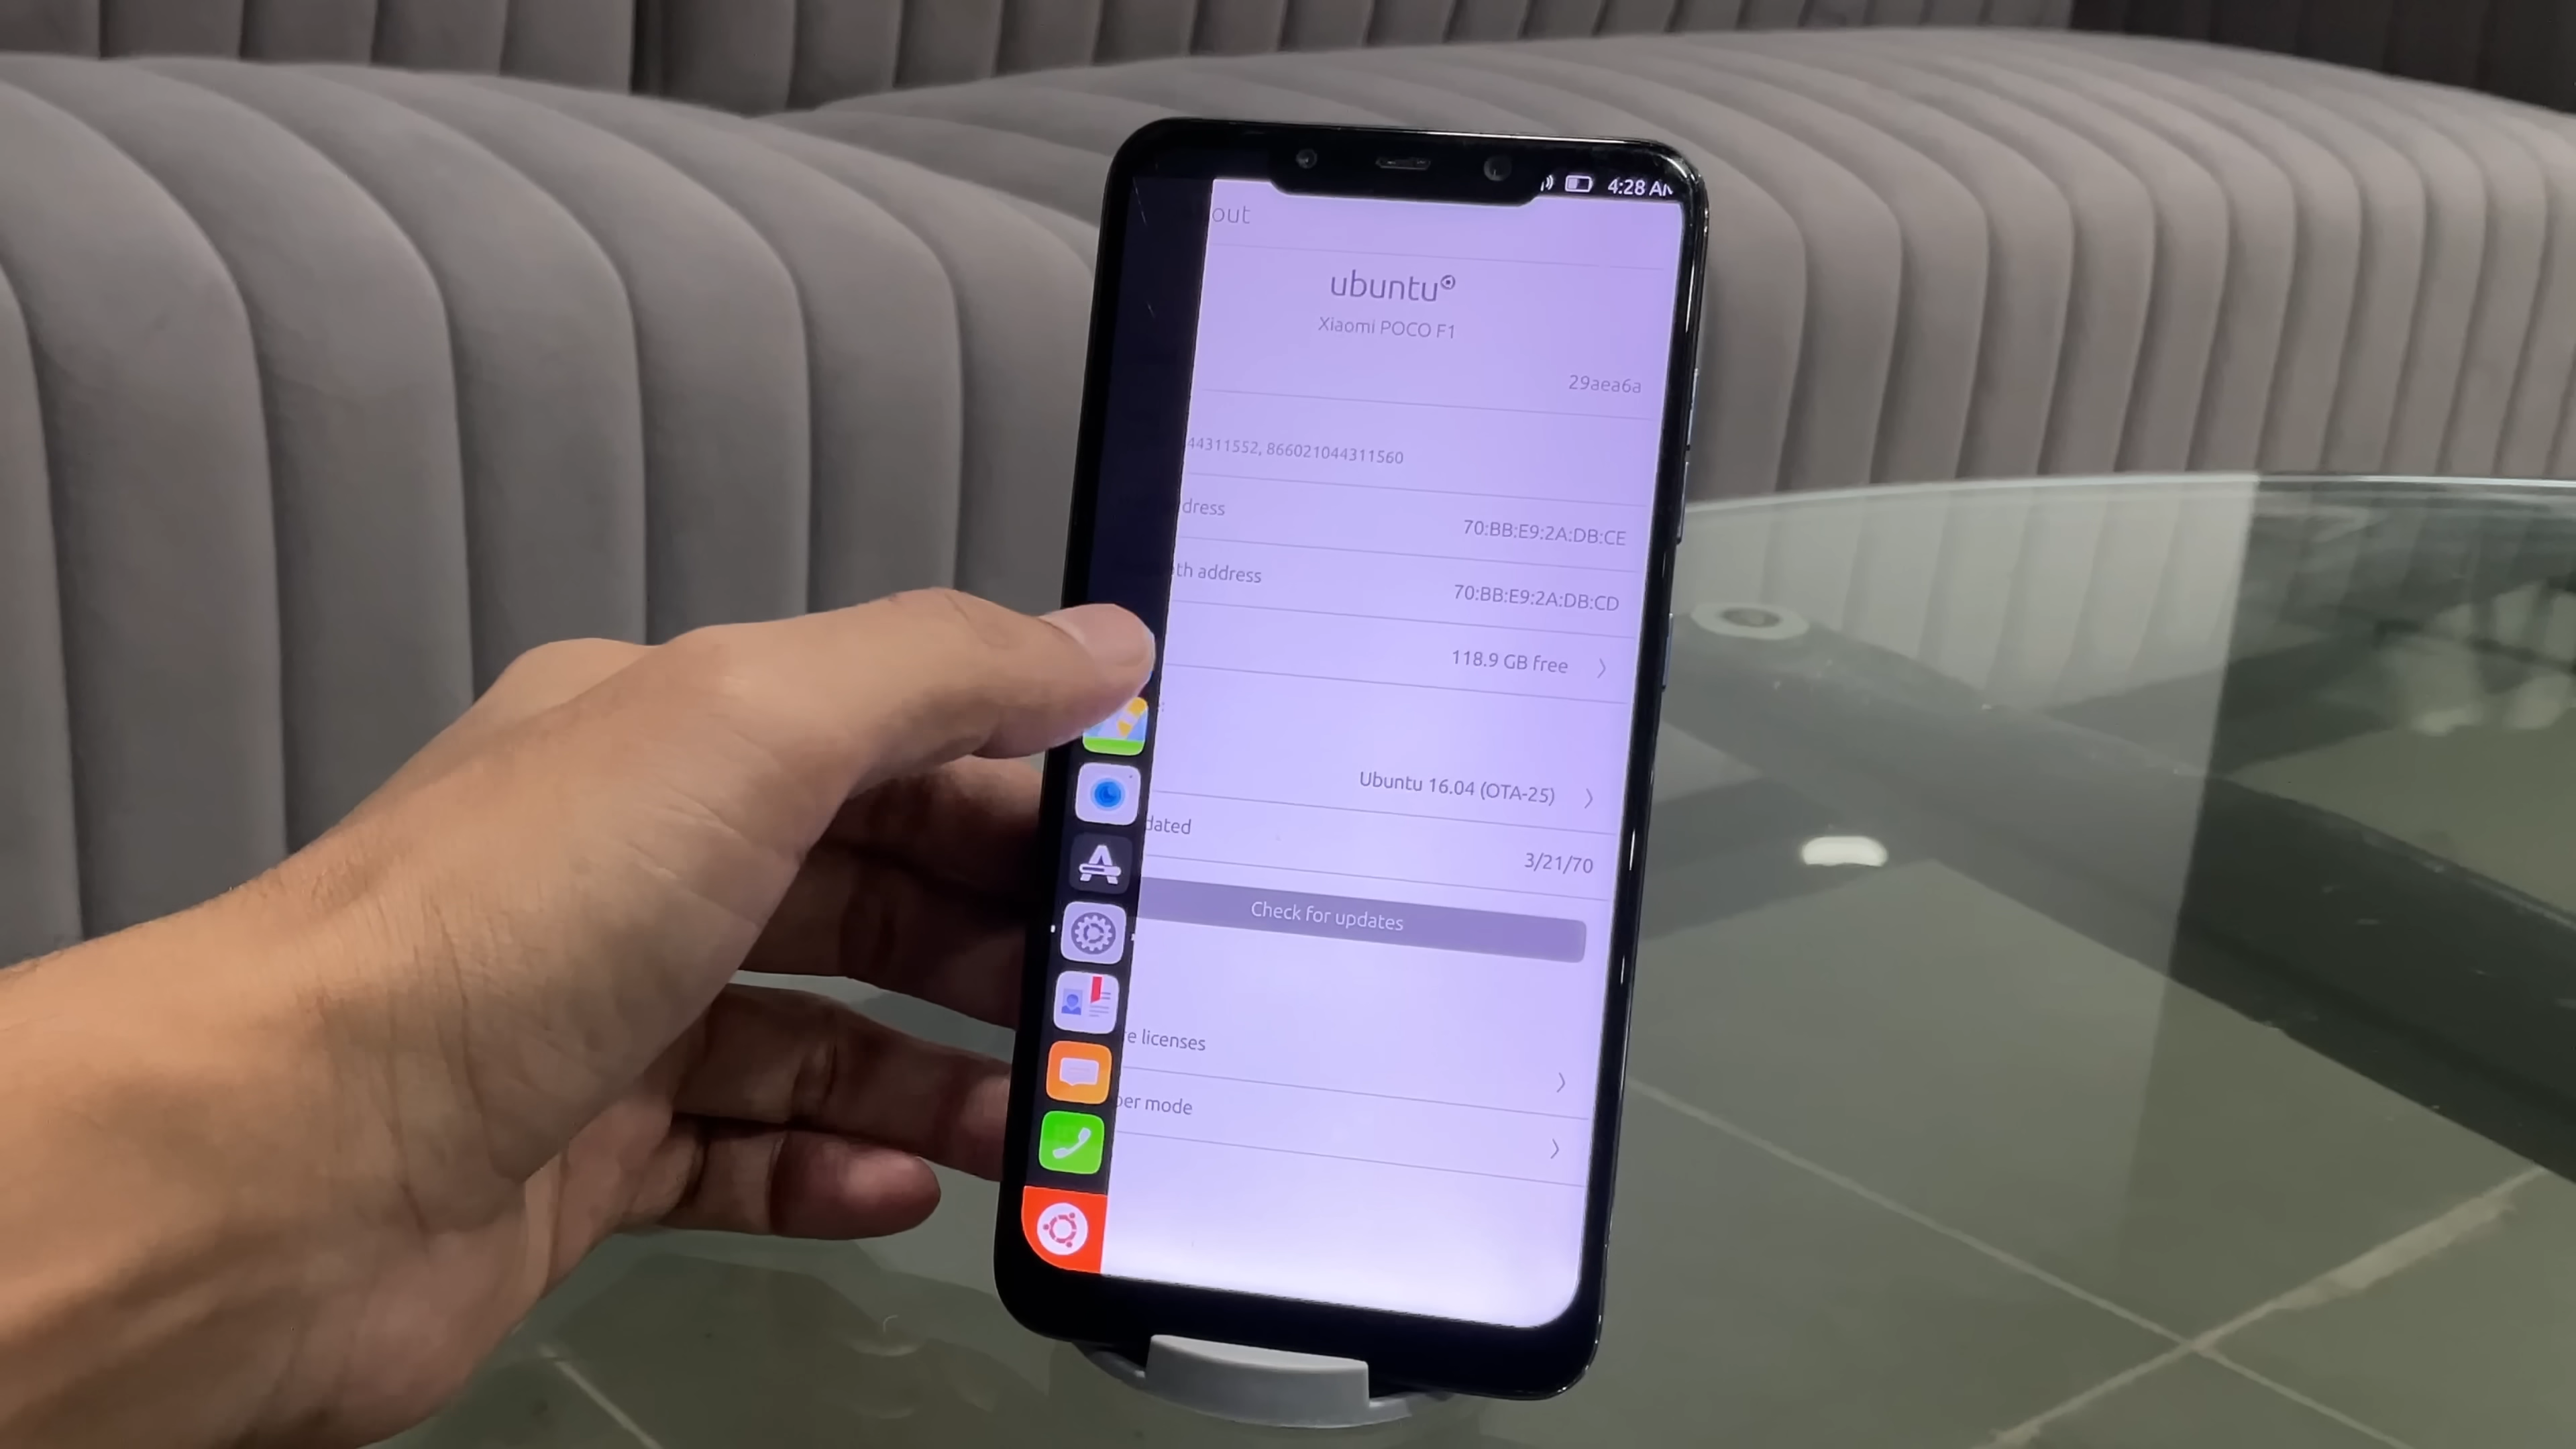 4:28 AM
out
ubuntu
Xiaomi POCO F1
29aea6a
44311552, 866021044311560
dress
70:BB:E9:2A:DB:CE
th address
70:BB:E9:2A:DB:CD
118.9 GB free
Ubuntu 16.04 (OTA-25)
dated
3/21/70
Check for updates
e licenses
per mode